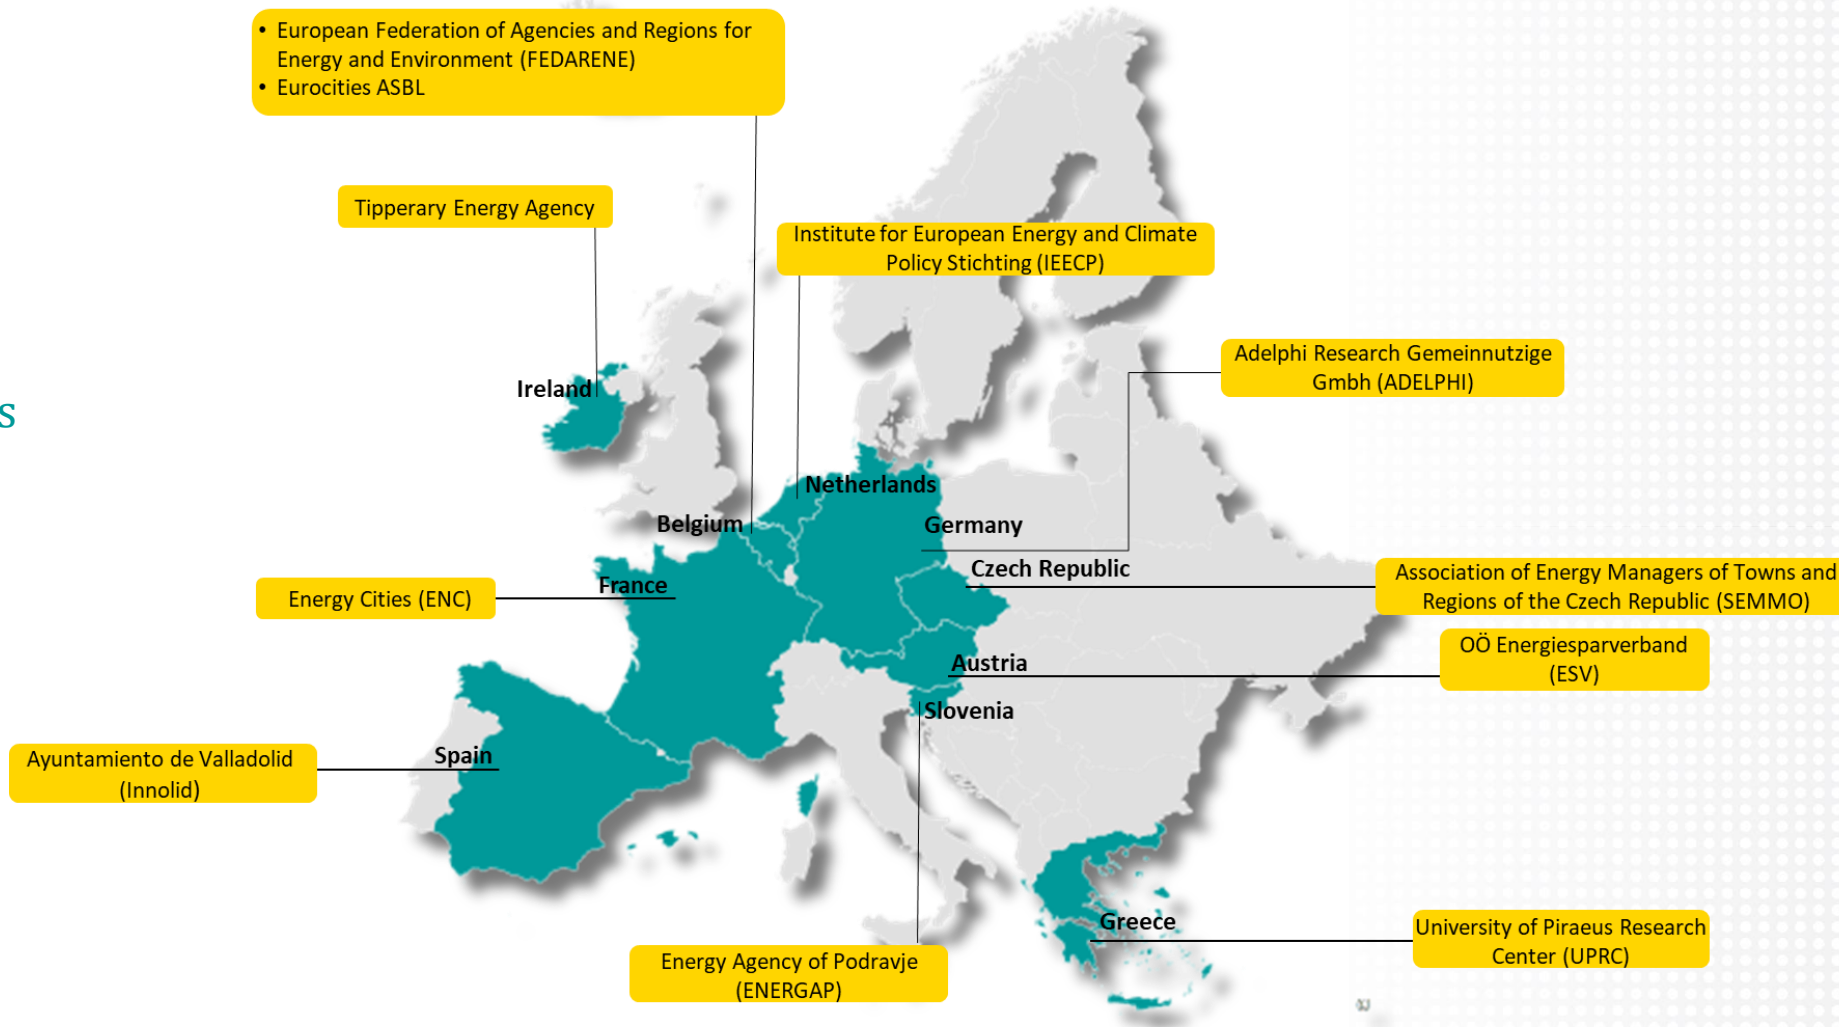 • European Federation of Agencies and Regions for
Energy and Environment (FEDARENE)
• Eurocities ASBL
Tipperary Energy Agency
Institute for European Energy and Climate
Policy Stichting (IEECP)
Adelphi Research Gemeinnutzige
Gmbh (ADELPHI)
Ireland
s
Netherlands
Belgium
Germany
Czech Republic
Association of Energy Managers of Towns and
Regions of the Czech Republic (SEMMO)
France
Energy Cities (ENC)
OÖ Energiesparverband
(ESV)
Austria
Slovenia
Spain
Ayuntamiento de Valladolid
(Innolid)
Greece
University of Piraeus Research
Center (UPRC)
Energy Agency of Podravje
(ENERGAP)